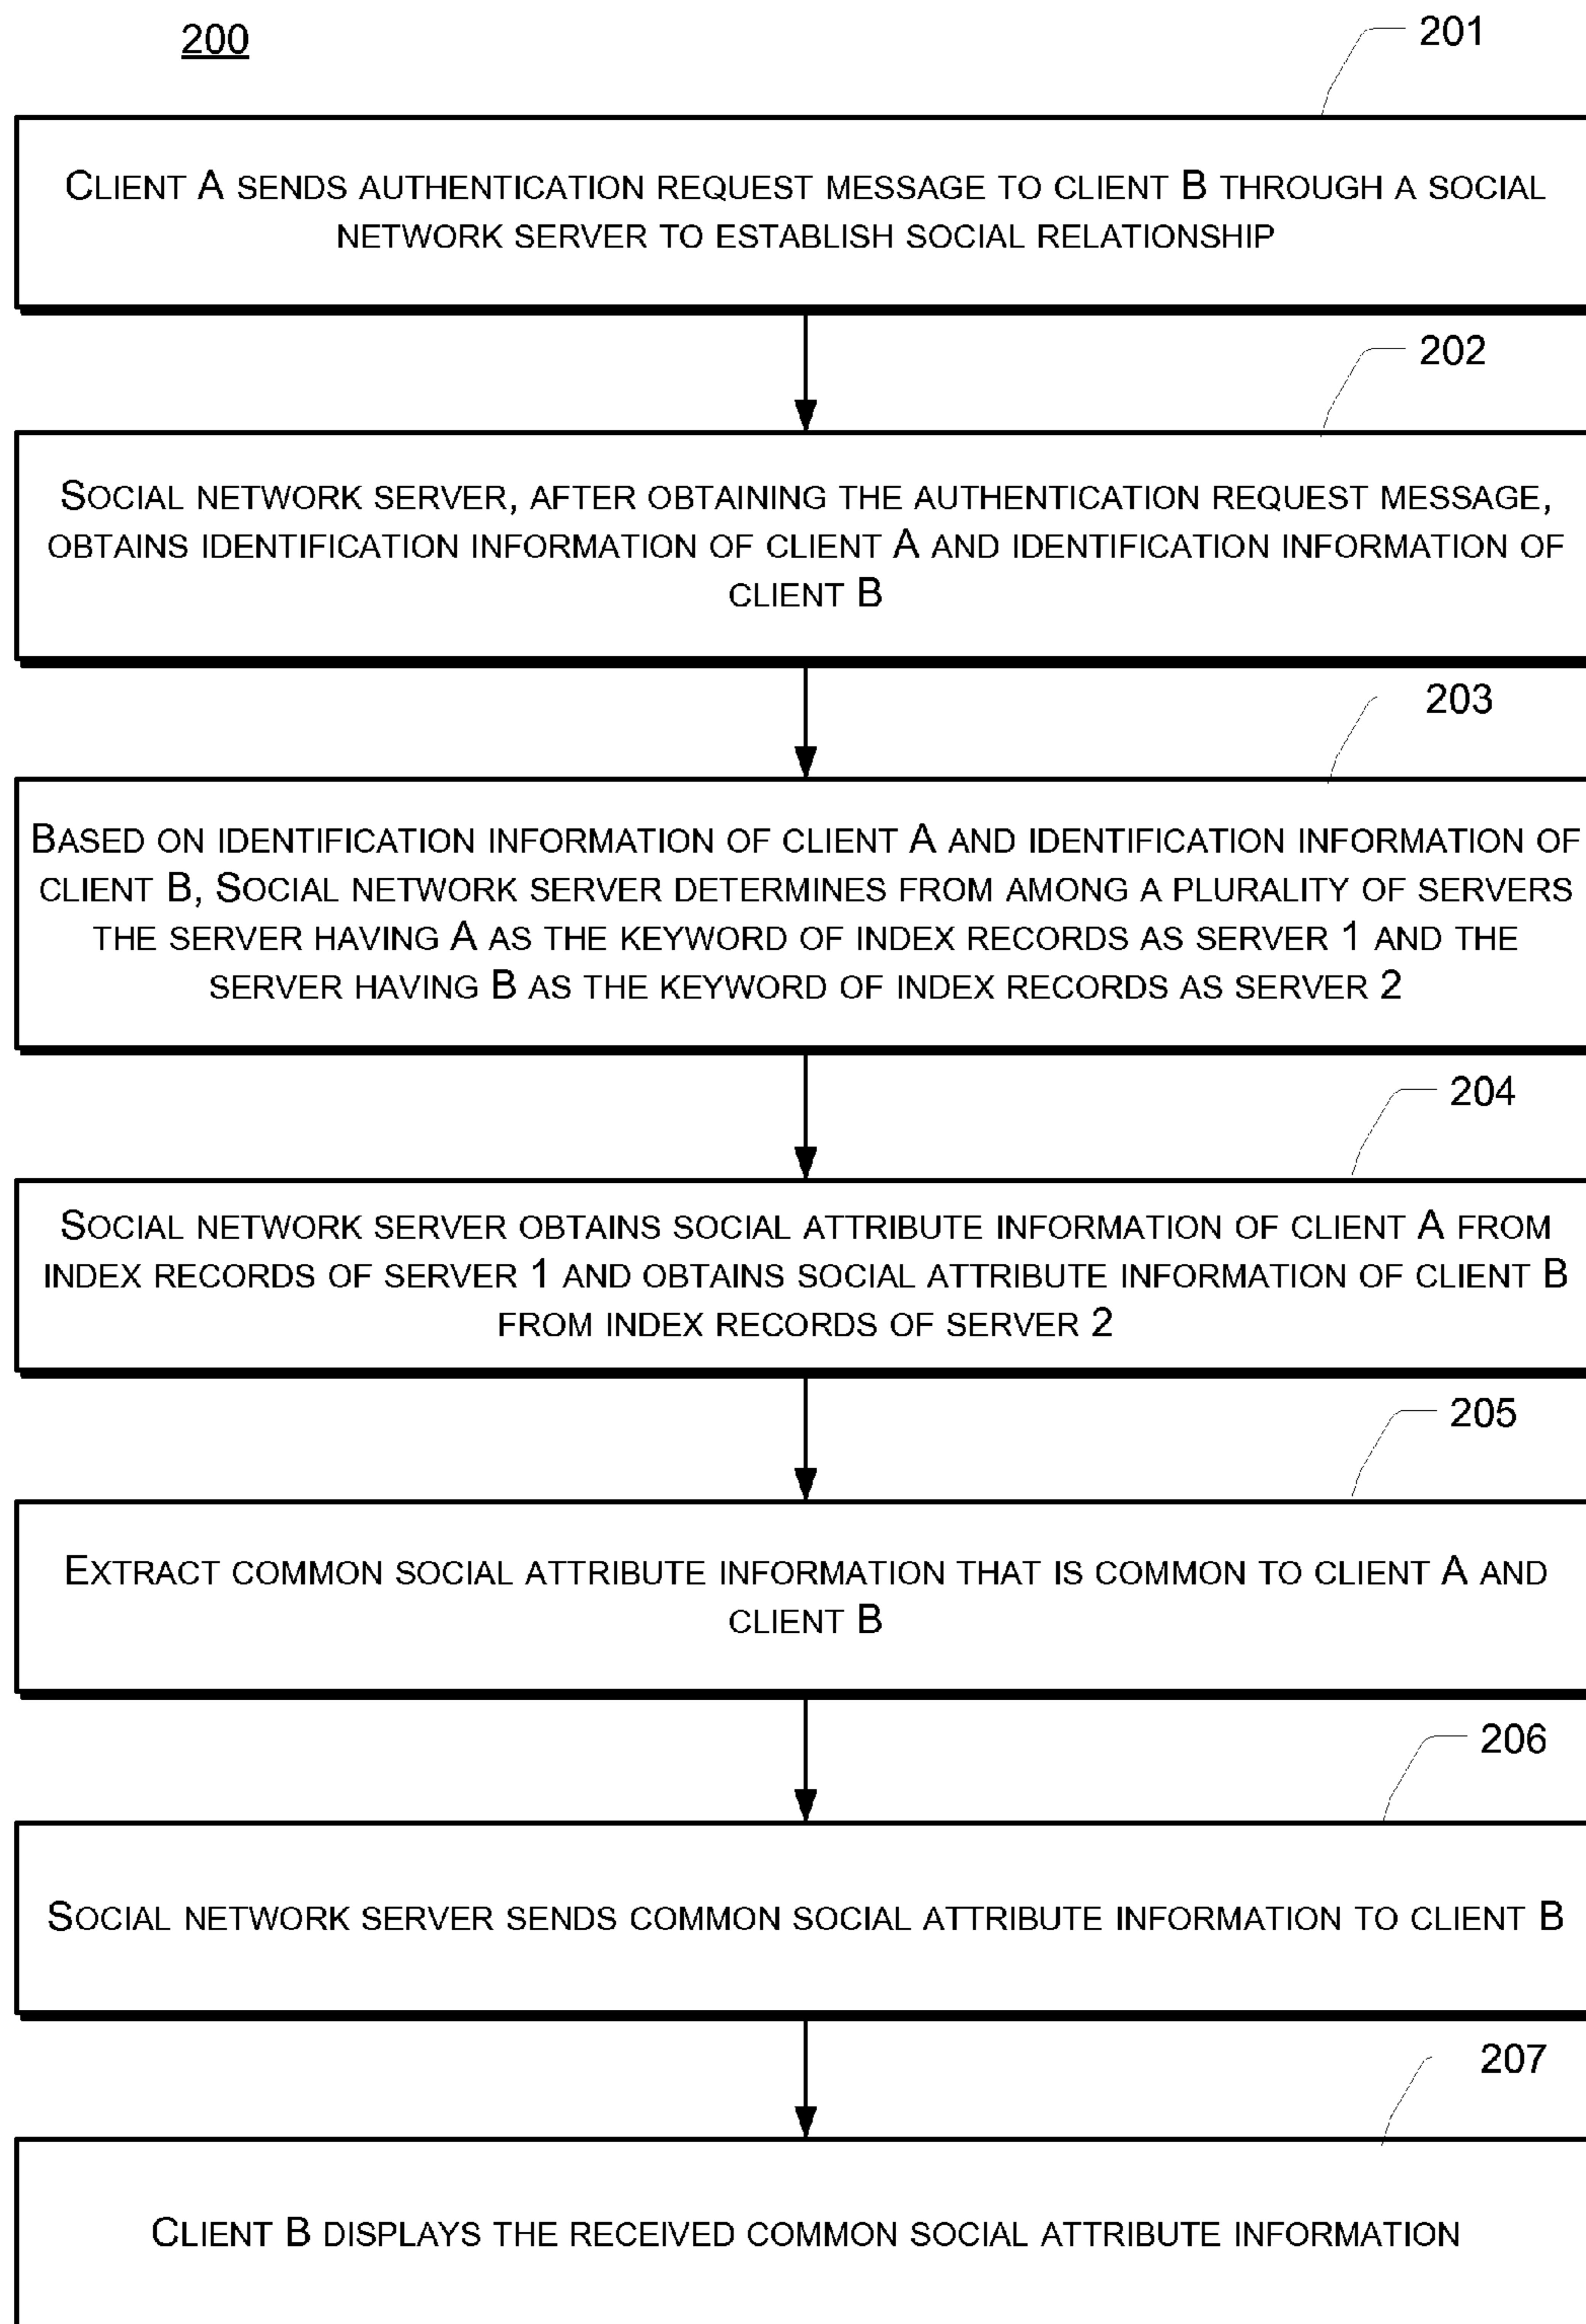 200
201
CLIENT A SENDS AUTHENTICATION REQUEST MESSAGE TO CLIENT B THROUGH A SOCIAL
NETWORK SERVER TO ESTABLISH SOCIAL RELATIONSHIP
202
SOCIAL NETWORK SERVER, AFTER OBTAINING THE AUTHENTICATION REQUEST MESSAGE,
OBTAINS IDENTIFICATION INFORMATION OF CLIENT A AND IDENTIFICATION INFORMATION OF
CLIENT B
203
BASED ON IDENTIFICATION INFORMATION OF CLIENT A AND IDENTIFICATION INFORMATION OF
CLIENT B, SOCIAL NETWORK SERVER DETERMINES FROM AMONG A PLURALITY OF SERVERS
THE SERVER HAVING A AS THE KEYWORD OF INDEX RECORDS AS SERVER 1 AND THE
SERVER HAVING B AS THE KEYWORD OF INDEX RECORDS AS SERVER 2
204
SOCIAL NETWORK SERVER OBTAINS SOCIAL ATTRIBUTE INFORMATION OF CLIENT A FROM
INDEX RECORDS OF SERVER 1 AND OBTAINS SOCIAL ATTRIBUTE INFORMATION OF CLIENT B
FROM INDEX RECORDS OF SERVER 2
205
EXTRACT COMMON SOCIAL ATTRIBUTE INFORMATION THAT IS COMMON TO CLIENT A AND
CLIENT B
206
SOCIAL NETWORK SERVER SENDS COMMON SOCIAL ATTRIBUTE INFORMATION TO CLIENT B
207
CLIENT B DISPLAYS THE RECEIVED COMMON SOCIAL ATTRIBUTE INFORMATION